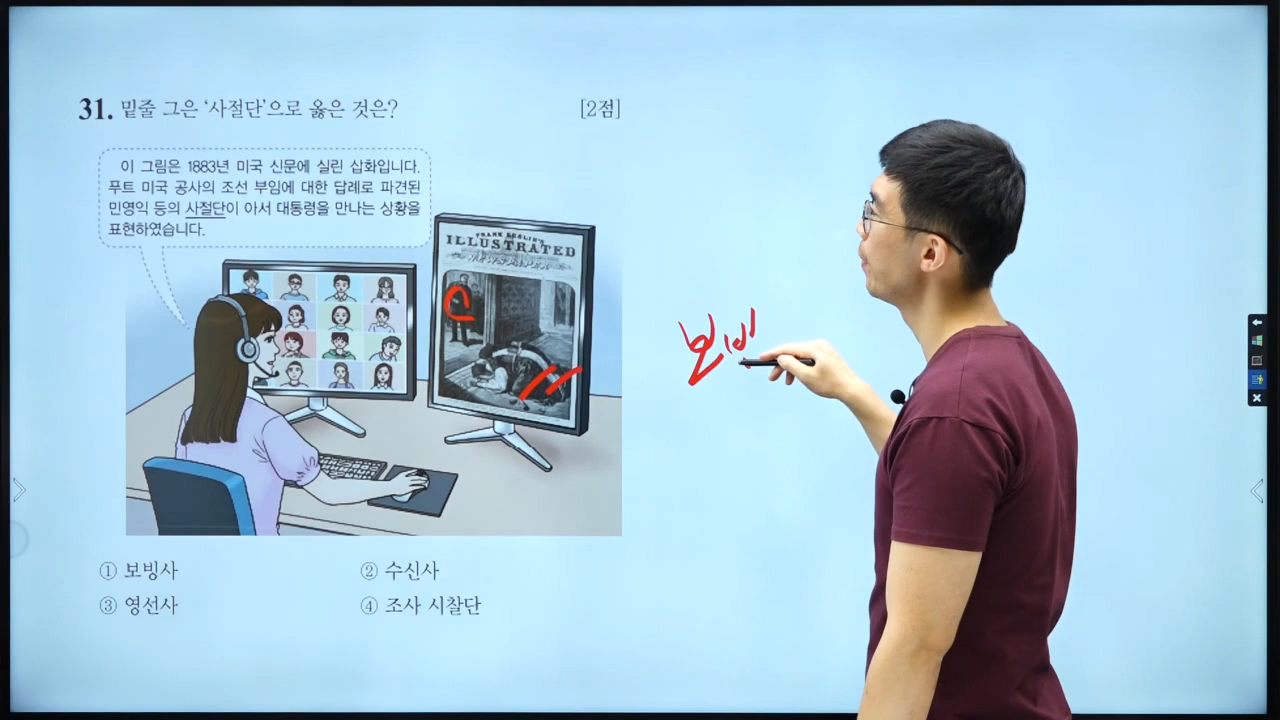 31. 밑줄 그은 ‘사절단’으로 옳은 것은? [2점]
이 그림은 1883년 미국 신문에 실린 삽화입니다.
푸트 미국 공사의 조선 부임에 대한 답례로 파견된
민영익 등의 사절단이 아서 대통령을 만나는 상황을
표현하였습니다.
FRANK LESLIE'S
ILLUSTRATED
NEWSPAPER
보비
① 보빙사 ② 수신사
③ 영선사 ④ 조사 시찰단